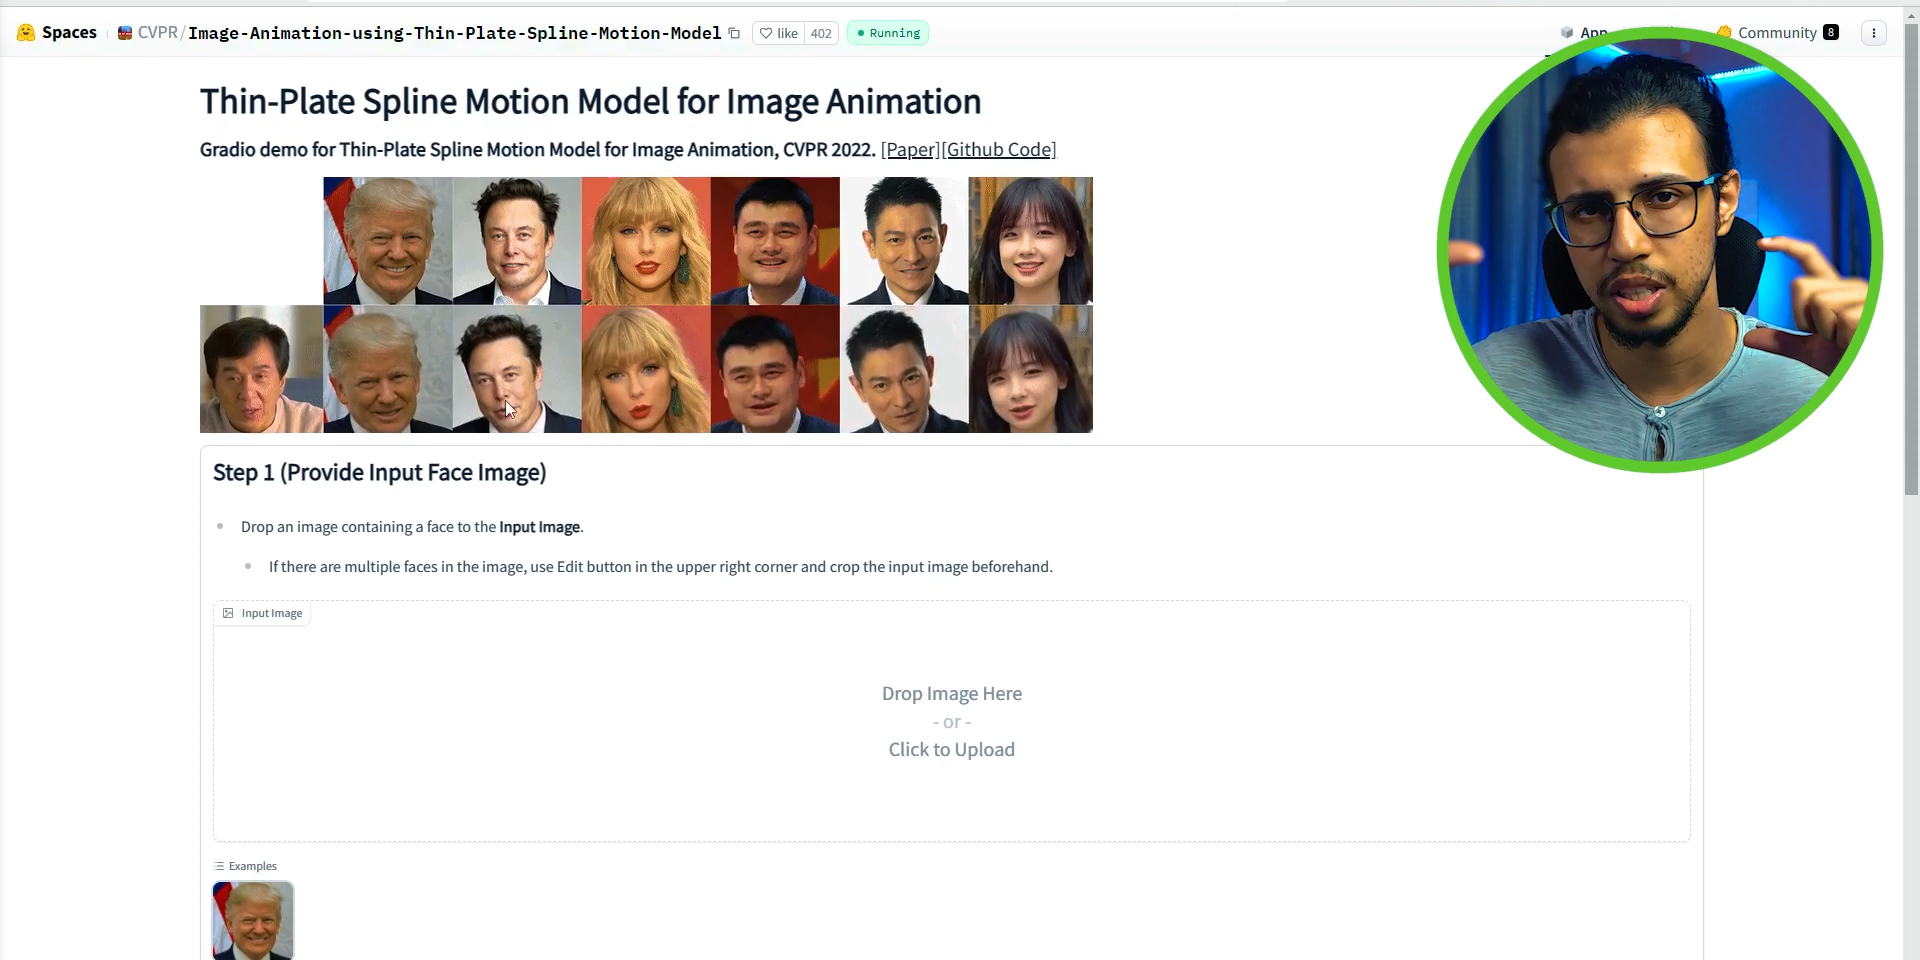 Spaces CVPR/Image-Animation-using-Thin-Plate-Spline-Motion-Model like 402 Running App Community 8
Thin-Plate Spline Motion Model for Image Animation
Gradio demo for Thin-Plate Spline Motion Model for Image Animation, CVPR 2022. [Paper][Github Code]
Step 1 (Provide Input Face Image)
Drop an image containing a face to the Input Image.
If there are multiple faces in the image, use Edit button in the upper right corner and crop the input image beforehand.
Input Image
Drop Image Here
- or -
Click to Upload
Examples